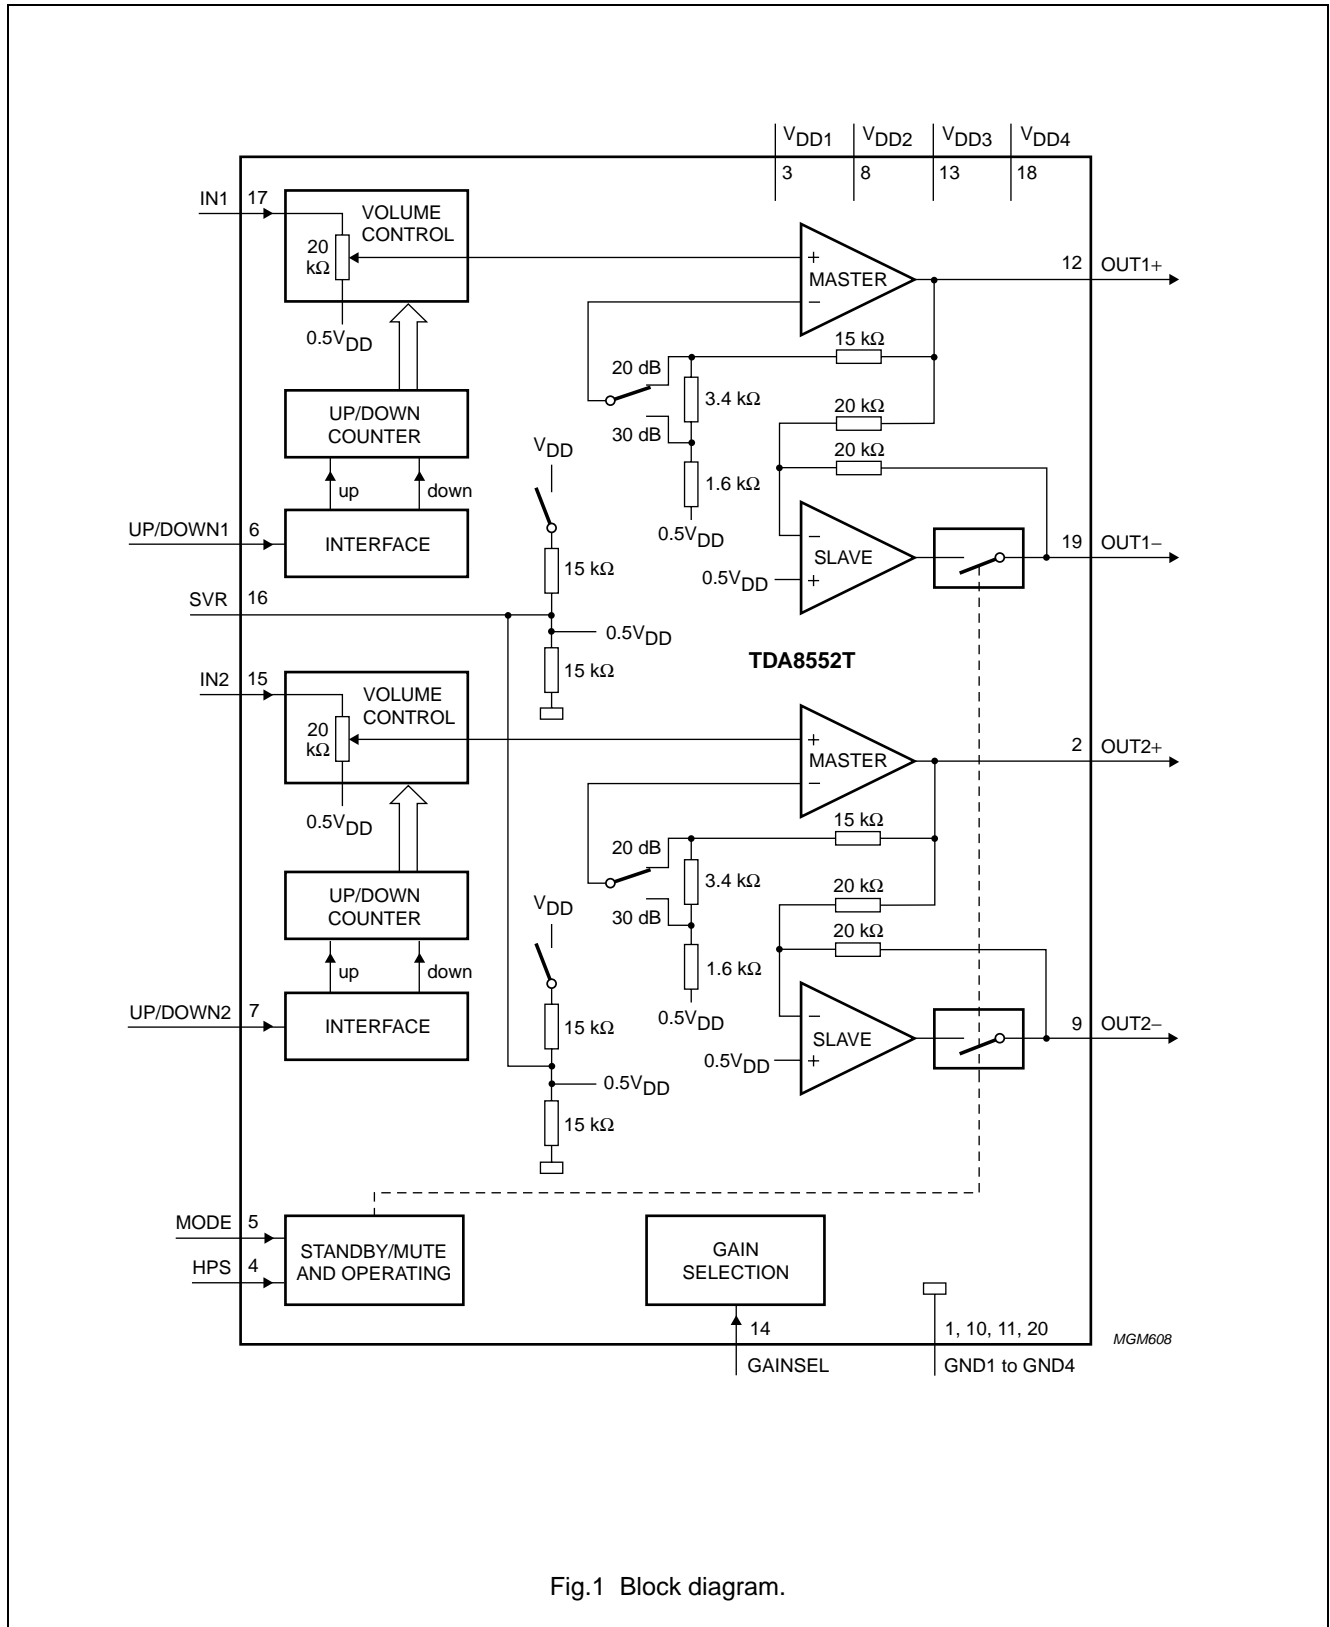 VDD1 VDD2 VDD3 VDD4
3 8 13 18
IN1 17
VOLUME
CONTROL
20
kΩ
0.5VDD
+
MASTER
−
12 OUT1+
15 kΩ
20 dB
3.4 kΩ
30 dB
1.6 kΩ
0.5VDD
20 kΩ
20 kΩ
UP/DOWN
COUNTER
up down
UP/DOWN1 6
INTERFACE
VDD
15 kΩ
−
SLAVE
0.5VDD
+
19 OUT1−
SVR 16
0.5VDD
15 kΩ
TDA8552T
IN2 15
VOLUME
CONTROL
20
kΩ
0.5VDD
+
MASTER
−
2 OUT2+
15 kΩ
20 dB
3.4 kΩ
30 dB
1.6 kΩ
0.5VDD
20 kΩ
20 kΩ
UP/DOWN
COUNTER
up down
UP/DOWN2 7
INTERFACE
VDD
15 kΩ
−
SLAVE
0.5VDD
+
9 OUT2−
0.5VDD
15 kΩ
MODE 5
HPS 4
STANDBY/MUTE
AND OPERATING
GAIN
SELECTION
14
GAINSEL
1, 10, 11, 20
GND1 to GND4
MGM608
Fig.1 Block diagram.